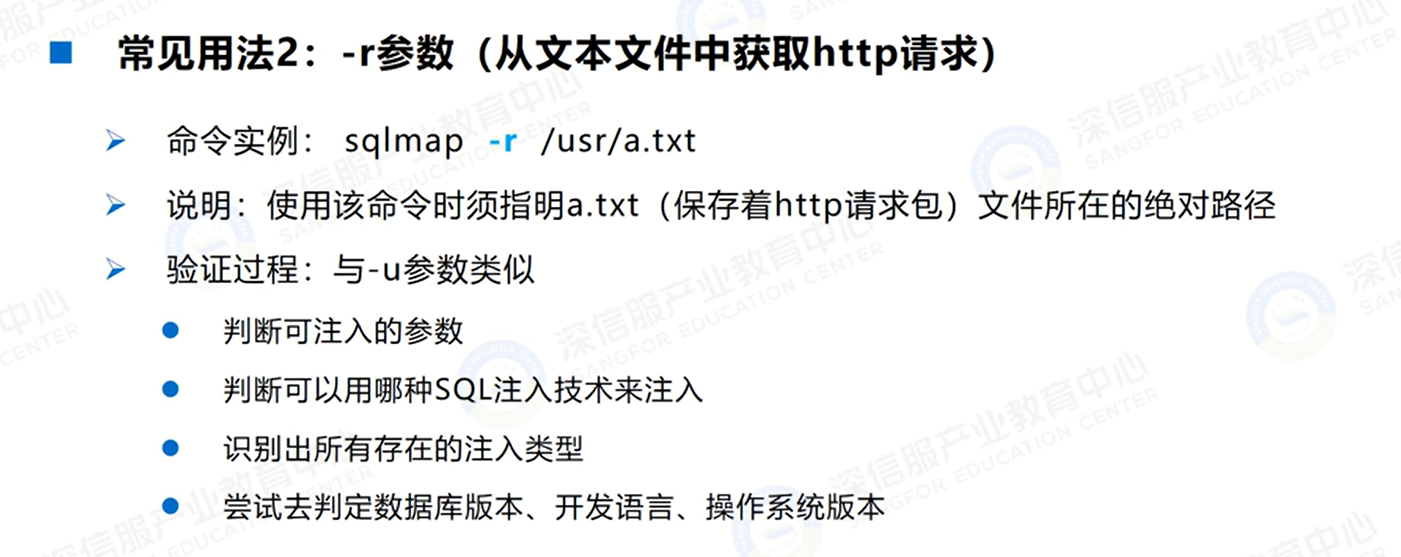 常见用法2：-r参数（从文本文件中获取http请求）
命令实例： sqlmap -r /usr/a.txt
说明：使用该命令时须指明a.txt（保存着http请求包）文件所在的绝对路径
验证过程：与-u参数类似
判断可注入的参数
判断可以用哪种SQL注入技术来注入
识别出所有存在的注入类型
尝试去判定数据库版本、开发语言、操作系统版本
深信服产业教育中心
SANGFOR EDUCATION CENTER